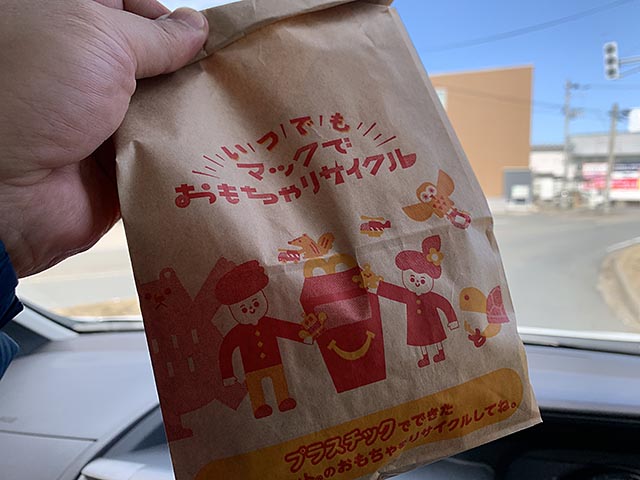 いつでも
マックで
おもちゃリサイクル
プラスチックでできた
のおもちゃをリサイクルしてね。